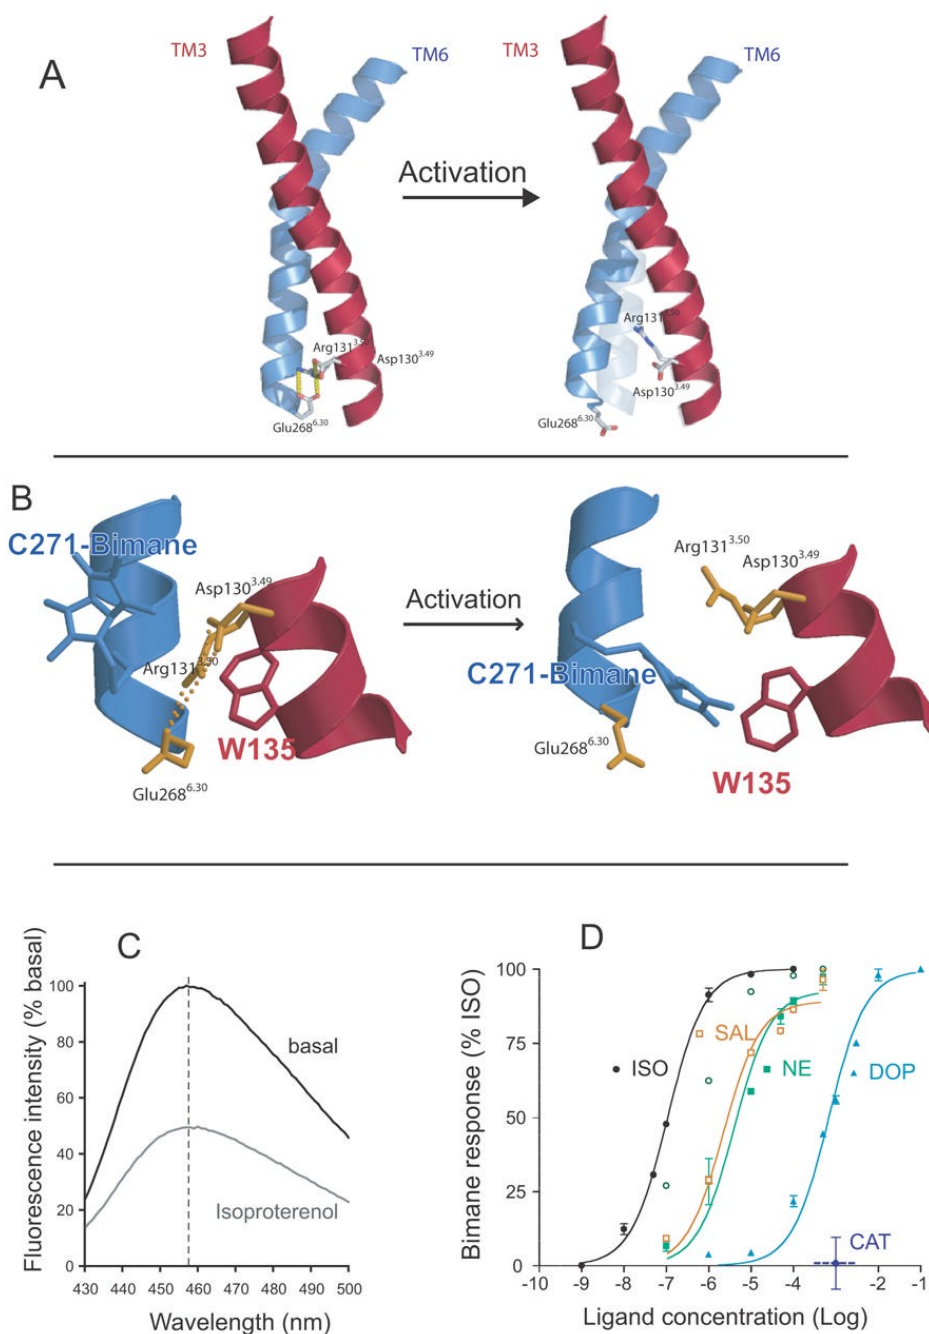 A
TM3
TM6
Activation
TM3
TM6
Arg131
Asp130^3.49
Glu268^6.30
Arg131^3.50
Asp130^3.49
Glu268^6.30
B
C271-Bimane
Asp130^3.49
Arg131^3.50
W135
Glu268^6.30
Activation
Arg131^3.50
Asp130^3.49
C271-Bimane
Glu268^6.30
W135
C
Fluorescence intensity (% basal)
100
80
60
40
20
0
basal
Isoproterenol
430 440 450 460 470 480 490 500
Wavelength (nm)
D
Bimane response (% ISO)
100
75
50
25
0
ISO
SAL
NE
DOP
CAT
-10 -9 -8 -7 -6 -5 -4 -3 -2 -1
Ligand concentration (Log)